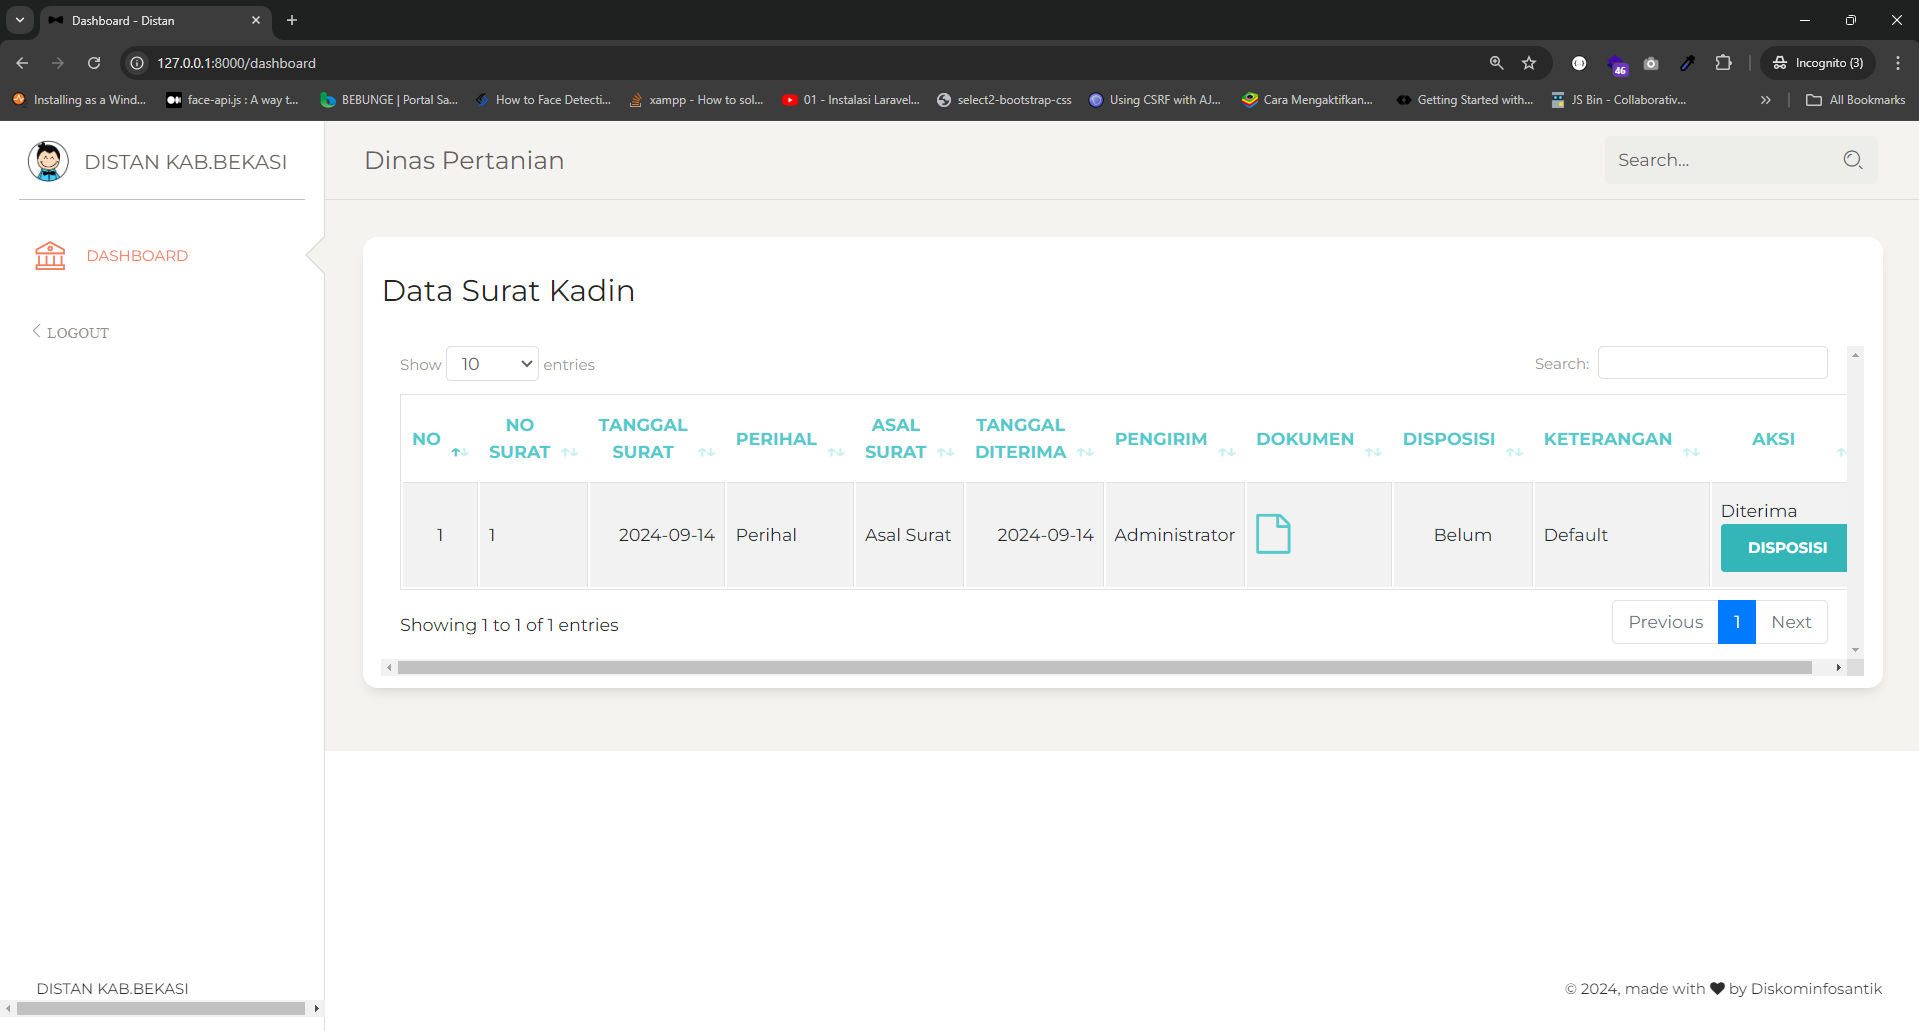 Dashboard - Distan
127.0.0.1:8000/dashboard
46
Incognito (3)
Installing as a Wind...
face-api.js : A way t...
BEBUNGE | Portal Sa...
How to Face Detecti...
xampp - How to sol...
01 - Instalasi Laravel...
select2-bootstrap-css
Using CSRF with AJ...
Cara Mengaktifkan...
Getting Started with...
JS Bin - Collaborativ...
All Bookmarks
DISTAN KAB.BEKASI
Dinas Pertanian
Search...
DASHBOARD
LOGOUT
Data Surat Kadin
Show 10 entries
Search:
NO
NO SURAT
TANGGAL SURAT
PERIHAL
ASAL SURAT
TANGGAL DITERIMA
PENGIRIM
DOKUMEN
DISPOSISI
KETERANGAN
AKSI
1
1
2024-09-14
Perihal
Asal Surat
2024-09-14
Administrator
Belum
Default
Diterima
DISPOSISI
Showing 1 to 1 of 1 entries
Previous 1 Next
DISTAN KAB.BEKASI
© 2024, made with ♥ by Diskominfosantik